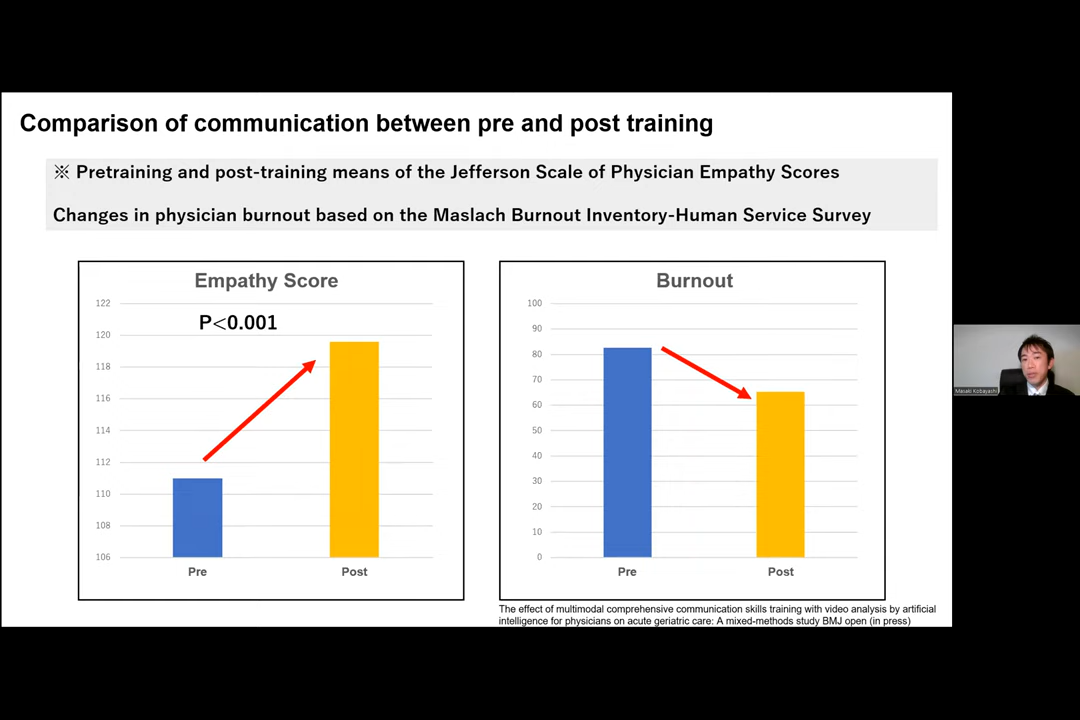 Comparison of communication between pre and post training
※ Pretraining and post-training means of the Jefferson Scale of Physician Empathy Scores
Changes in physician burnout based on the Maslach Burnout Inventory-Human Service Survey
Empathy Score
122
120
118
116
114
112
110
108
106
P<0.001
Pre
Post
Burnout
100
90
80
70
60
50
40
30
20
10
0
Pre
Post
The effect of multimodal comprehensive communication skills training with video analysis by artificial
intelligence for physicians on acute geriatric care: A mixed-methods study BMJ open (in press)
Masaki Kobayashi